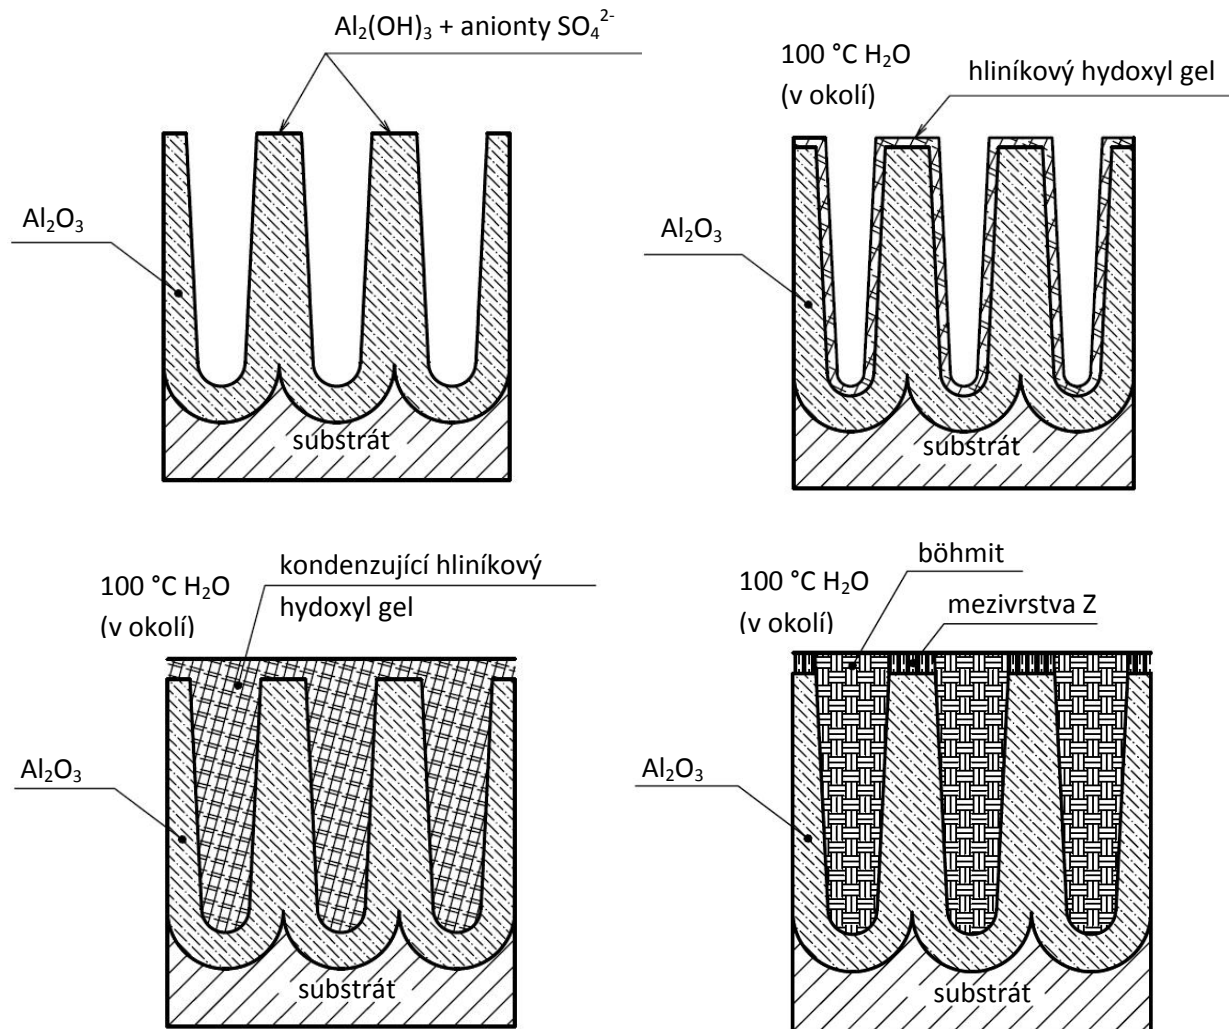 Al₂(OH)₃ + anionty SO₄²⁻
Al₂O₃
substrát
100 °C H₂O
(v okolí)
hliníkový hydoxyl gel
Al₂O₃
substrát
100 °C H₂O
(v okolí)
kondenzující hliníkový
hydoxyl gel
Al₂O₃
substrát
100 °C H₂O
(v okolí)
böhmit
mezivrstva Z
Al₂O₃
substrát